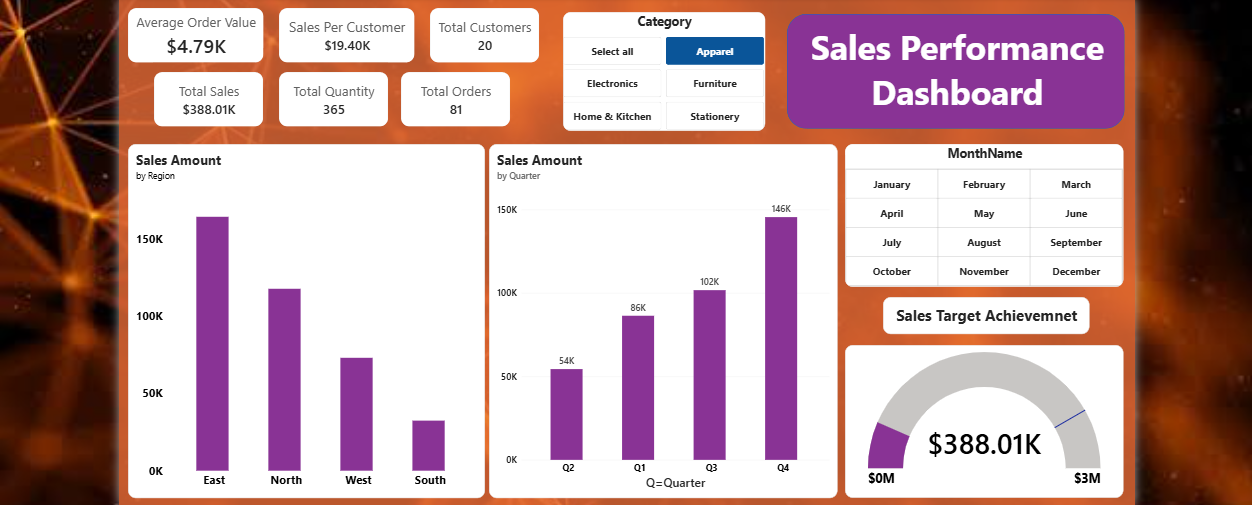 Average Order Value
$4.79K
Sales Per Customer
$19.40K
Total Customers
20
Total Sales
$388.01K
Total Quantity
365
Total Orders
81
Category
Select all
Apparel
Electronics
Furniture
Home & Kitchen
Stationery
Sales Performance
Dashboard
Sales Amount
by Region
150K
100K
50K
0K
East
North
West
South
Sales Amount
by Quarter
150K
100K
50K
0K
54K
86K
102K
146K
Q2
Q1
Q3
Q4
Q=Quarter
MonthName
January
February
March
April
May
June
July
August
September
October
November
December
Sales Target Achievemnet
$388.01K
$0M
$3M